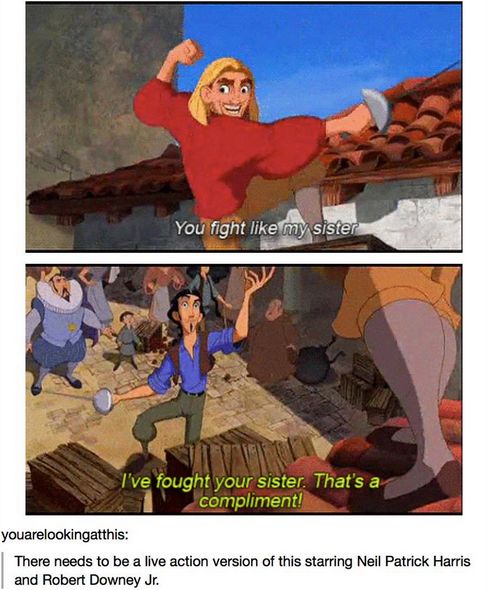 You fight like my sister
I've fought your sister. That's a
compliment!
youarelookingatthis:
There needs to be a live action version of this starring Neil Patrick Harris
and Robert Downey Jr.